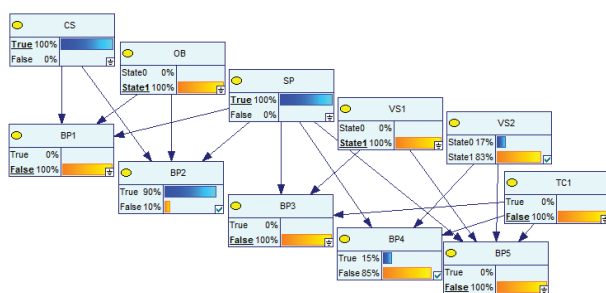 CS
True 100%
False 0%
OB
State0 0%
State1 100%
SP
True 100%
False 0%
VS1
State0 0%
State1 100%
VS2
State0 17%
State1 83%
BP1
True 0%
False 100%
BP2
True 90%
False 10%
BP3
True 0%
False 100%
TC1
True 0%
False 100%
BP4
True 15%
False 85%
BP5
True 0%
False 100%